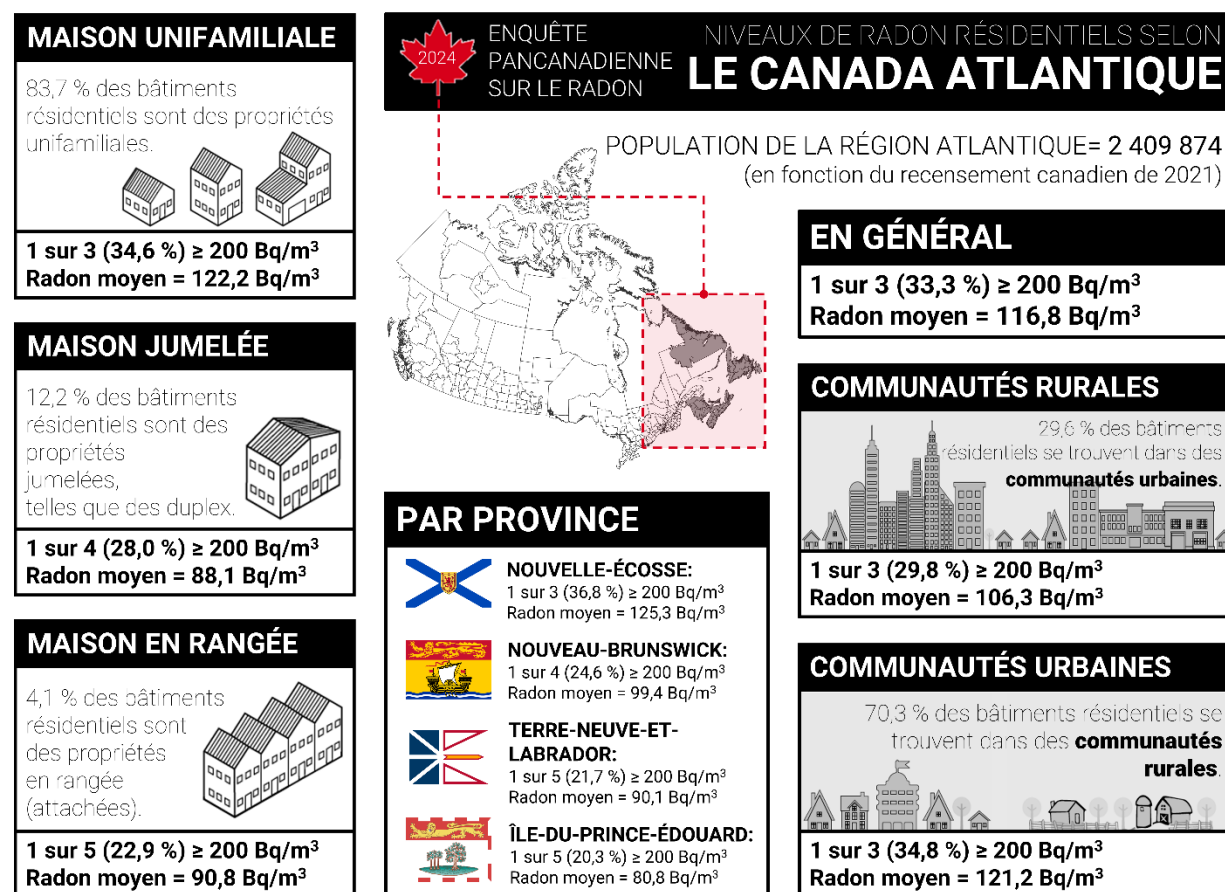 MAISON UNIFAMILIALE
83,7 % des bâtiments
résidentiels sont des propriétés
unifamiliales.
1 sur 3 (34,6 %) ≥ 200 Bq/m³
Radon moyen = 122,2 Bq/m³
MAISON JUMELÉE
12,2 % des bâtiments
résidentiels sont des
propriétés
jumelées,
telles que des duplex.
1 sur 4 (28,0 %) ≥ 200 Bq/m³
Radon moyen = 88,1 Bq/m³
MAISON EN RANGÉE
4,1 % des bâtiments
résidentiels sont
des propriétés
en rangée
(attachées).
1 sur 5 (22,9 %) ≥ 200 Bq/m³
Radon moyen = 90,8 Bq/m³
2024
ENQUÊTE
PANCANADIENNE
SUR LE RADON
NIVEAUX DE RADON RÉSIDENTIELS SELON
LE CANADA ATLANTIQUE
POPULATION DE LA RÉGION ATLANTIQUE= 2 409 874
(en fonction du recensement canadien de 2021)
PAR PROVINCE
NOUVELLE-ÉCOSSE:
1 sur 3 (36,8 %) ≥ 200 Bq/m³
Radon moyen = 125,3 Bq/m³
NOUVEAU-BRUNSWICK:
1 sur 4 (24,6 %) ≥ 200 Bq/m³
Radon moyen = 99,4 Bq/m³
TERRE-NEUVE-ET-
LABRADOR:
1 sur 5 (21,7 %) ≥ 200 Bq/m³
Radon moyen = 90,1 Bq/m³
ÎLE-DU-PRINCE-ÉDOUARD:
1 sur 5 (20,3 %) ≥ 200 Bq/m³
Radon moyen = 80,8 Bq/m³
EN GÉNÉRAL
1 sur 3 (33,3 %) ≥ 200 Bq/m³
Radon moyen = 116,8 Bq/m³
COMMUNAUTÉS RURALES
29,6 % des bâtiments
résidentiels se trouvent dans des
communautés urbaines.
1 sur 3 (29,8 %) ≥ 200 Bq/m³
Radon moyen = 106,3 Bq/m³
COMMUNAUTÉS URBAINES
70,3 % des bâtiments résidentiels se
trouvent dans des communautés
rurales.
1 sur 3 (34,8 %) ≥ 200 Bq/m³
Radon moyen = 121,2 Bq/m³